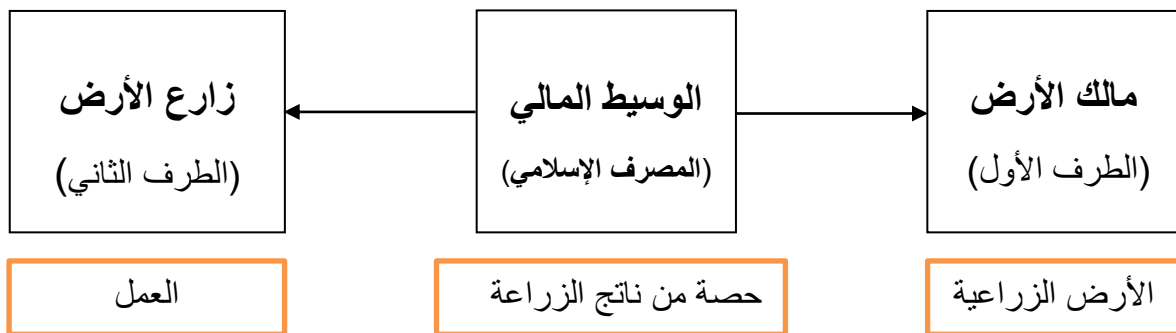 مالك الأرض
(الطرف الأول)
الوسيط المالي
(المصرف الإسلامي)
زارع الأرض
(الطرف الثاني)
الأرض الزراعية
حصة من ناتج الزراعة
العمل